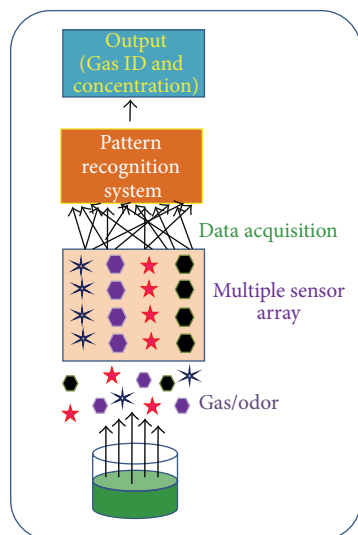 Output
(Gas ID and
concentration)
Pattern
recognition
system
Data acquisition
Multiple sensor
array
Gas/odor